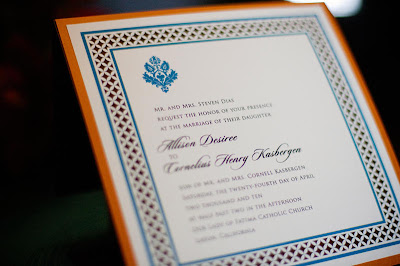 Mr. and Mrs. Steven Dias
request the honor of your presence
at the marriage of their daughter
Allison Desiree
to
Cornelius Henry Kasbergen
son of Mr. and Mrs. Cornell Kasbergen
Saturday, the twenty-fourth day of April,
two thousand and ten
at half past two in the afternoon
Our Lady of Fatima Catholic Church
Laton, California